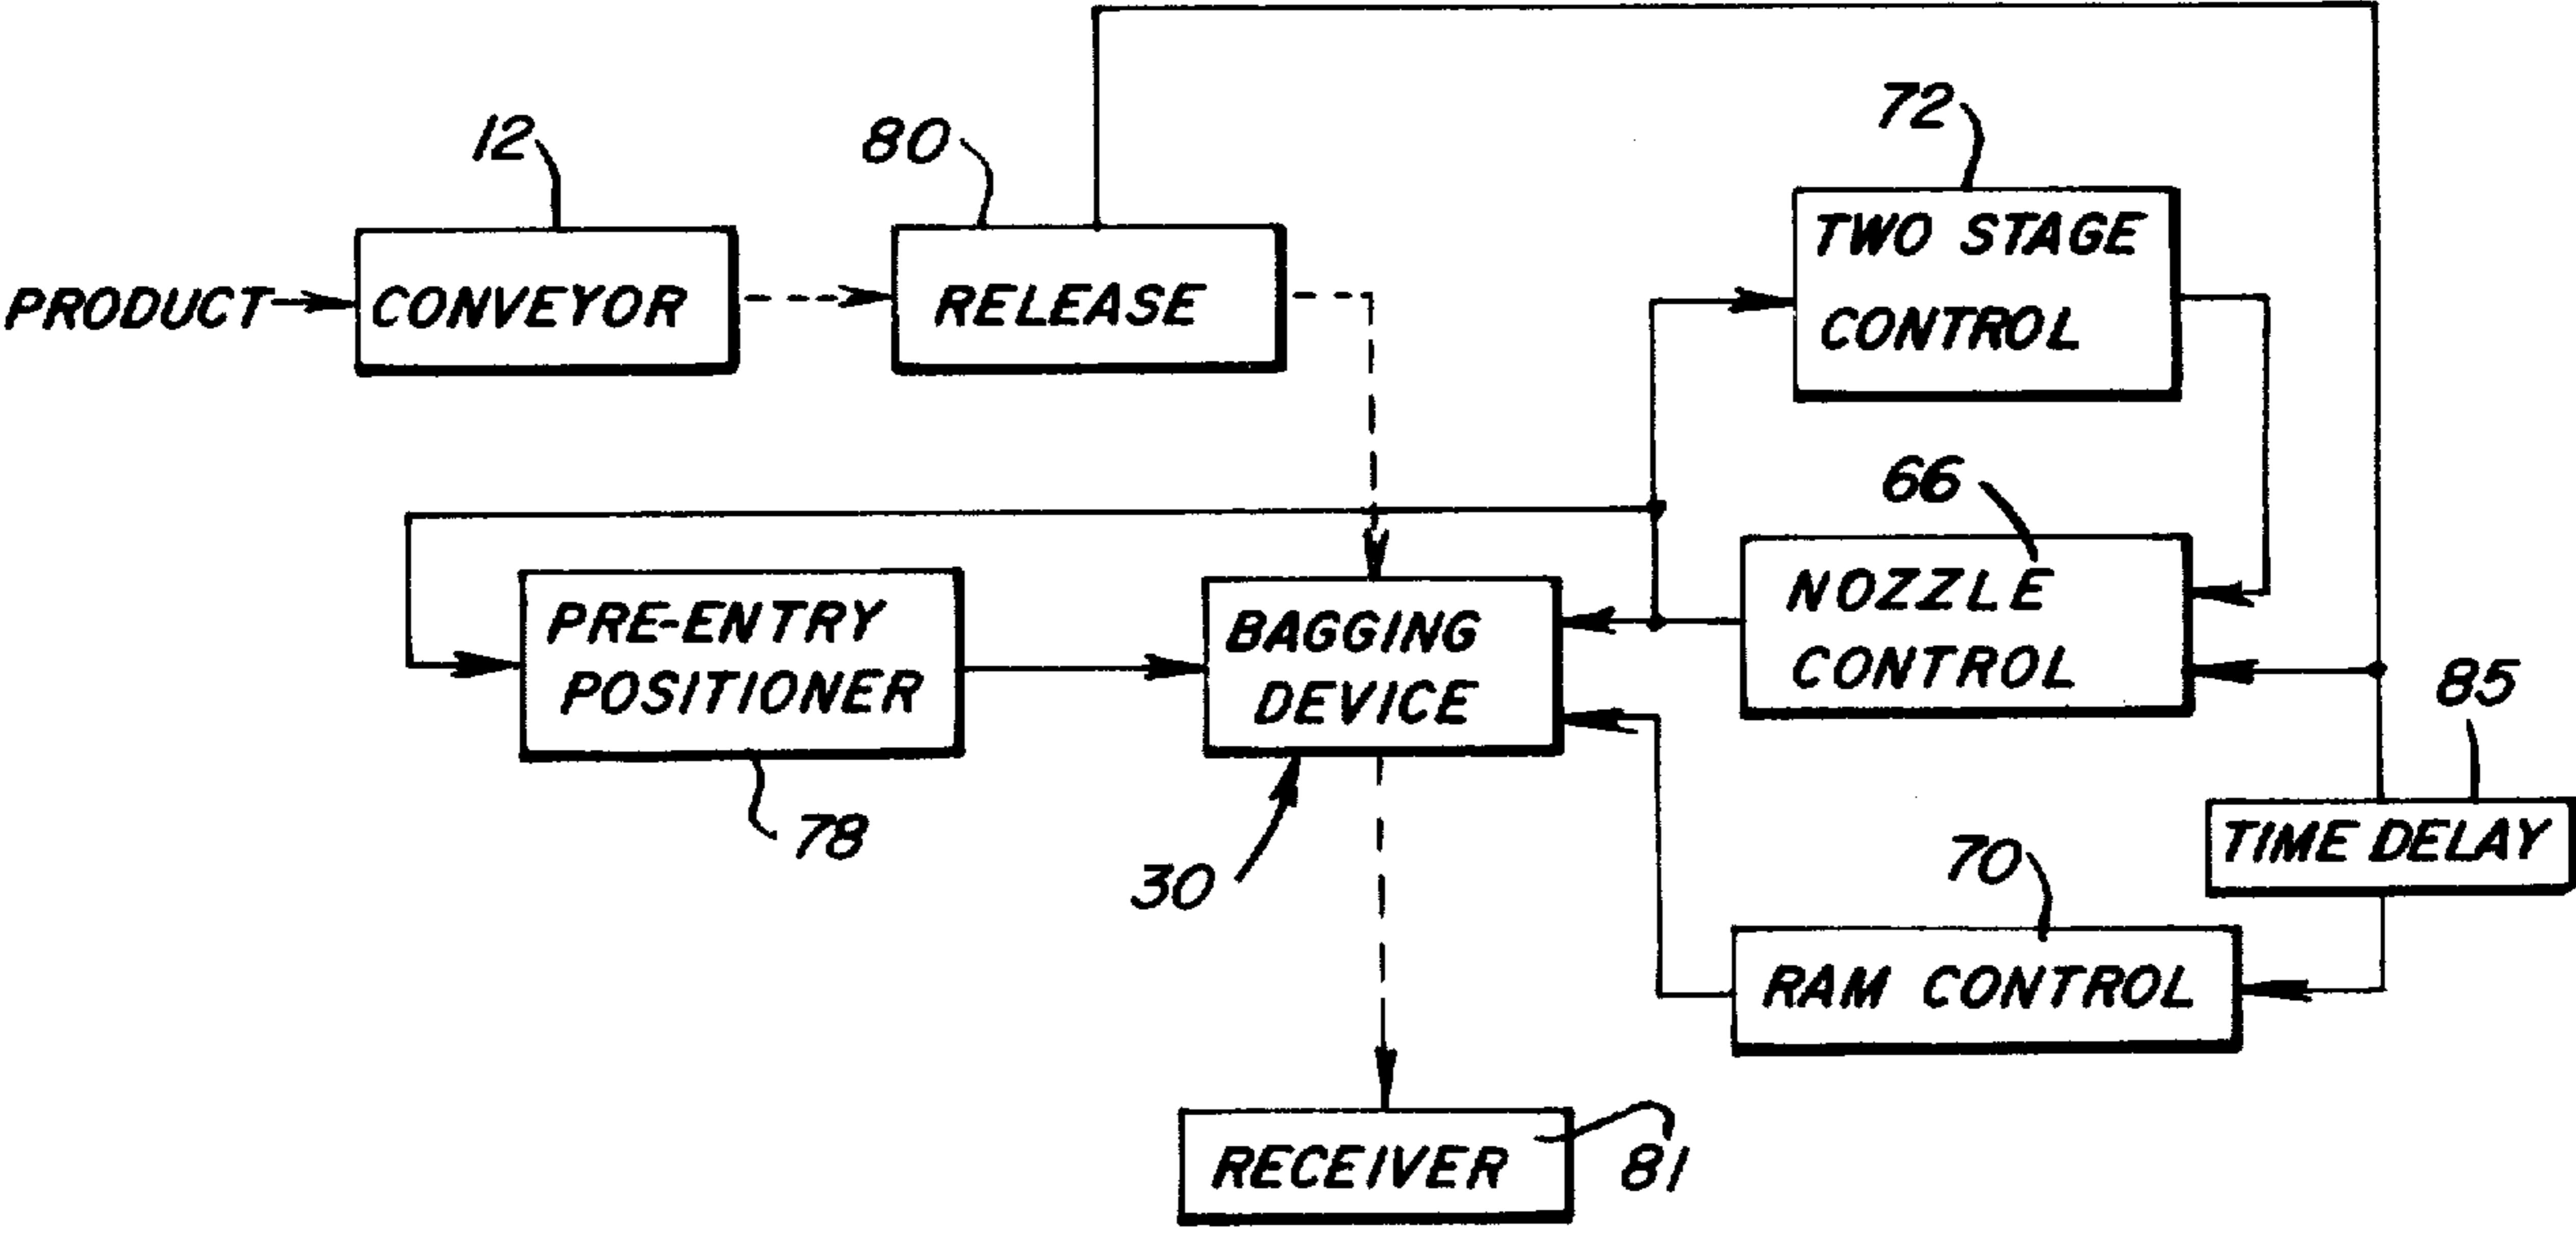 12
80
72
PRODUCT
CONVEYOR
RELEASE
TWO STAGE
CONTROL
66
PRE-ENTRY
POSITIONER
BAGGING
DEVICE
NOZZLE
CONTROL
85
78
30
70
TIME DELAY
RAM CONTROL
RECEIVER
81